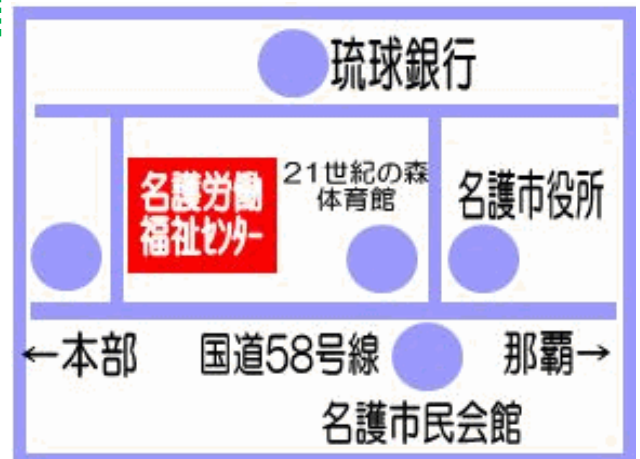 琉球銀行
名護労働
福祉センター
21世紀の森
体育館
名護市役所
←本部
国道58号線
那覇→
名護市民会館